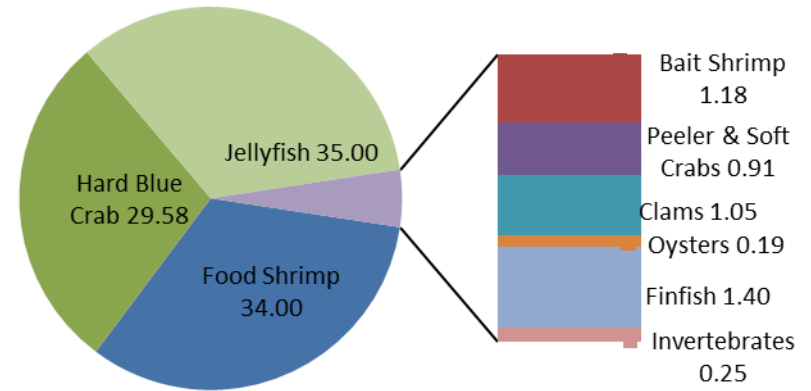 Jellyfish 35.00
Hard Blue
Crab 29.58
Food Shrimp
34.00
Bait Shrimp
1.18
Peeler & Soft
Crabs 0.91
Clams 1.05
Oysters 0.19
Finfish 1.40
Invertebrates
0.25